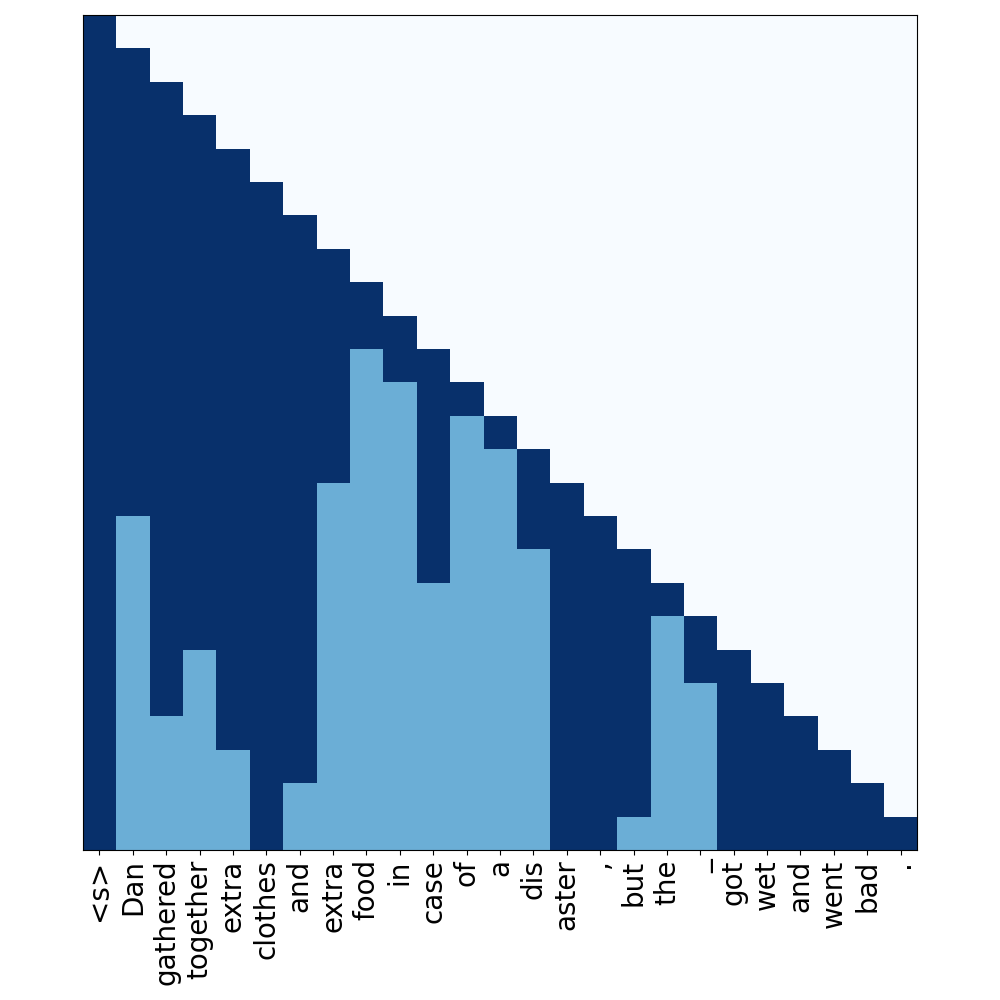 <s>
Dan
gathered
together
extra
clothes
and
extra
food
in
case
of
a
dis
aster
,
but
the
_
got
wet
and
went
bad
.